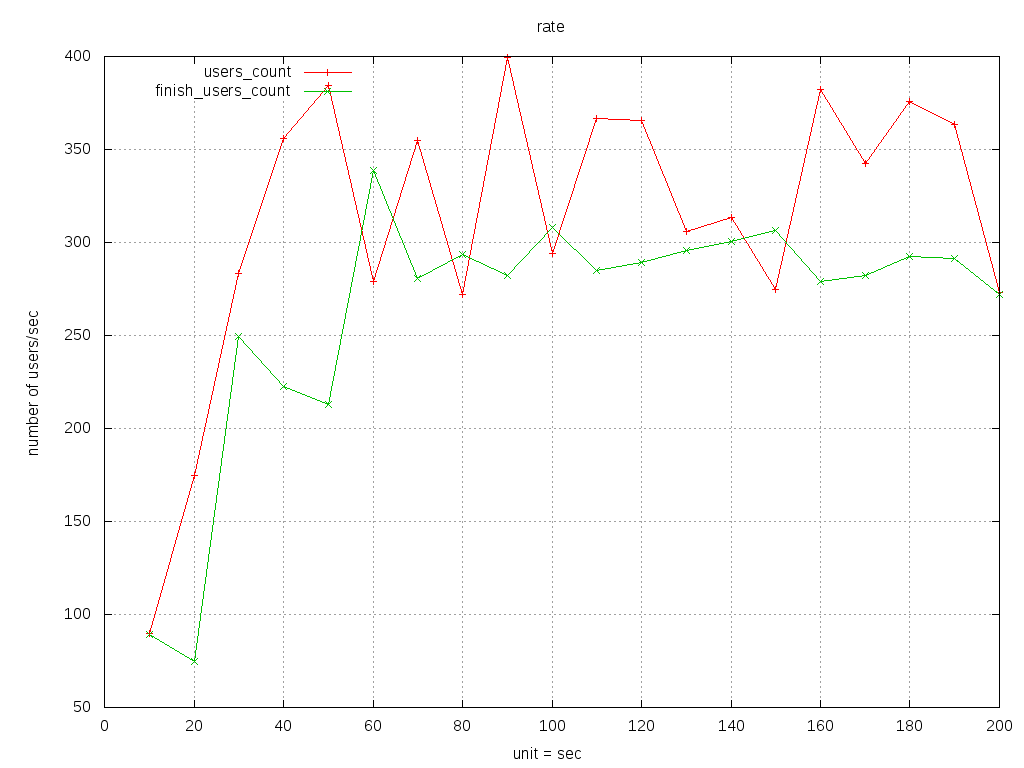 rate
400
350
300
250
200
150
100
50
users_count
finish_users_count
number of users/sec
0 20 40 60 80 100 120 140 160 180 200
unit = sec